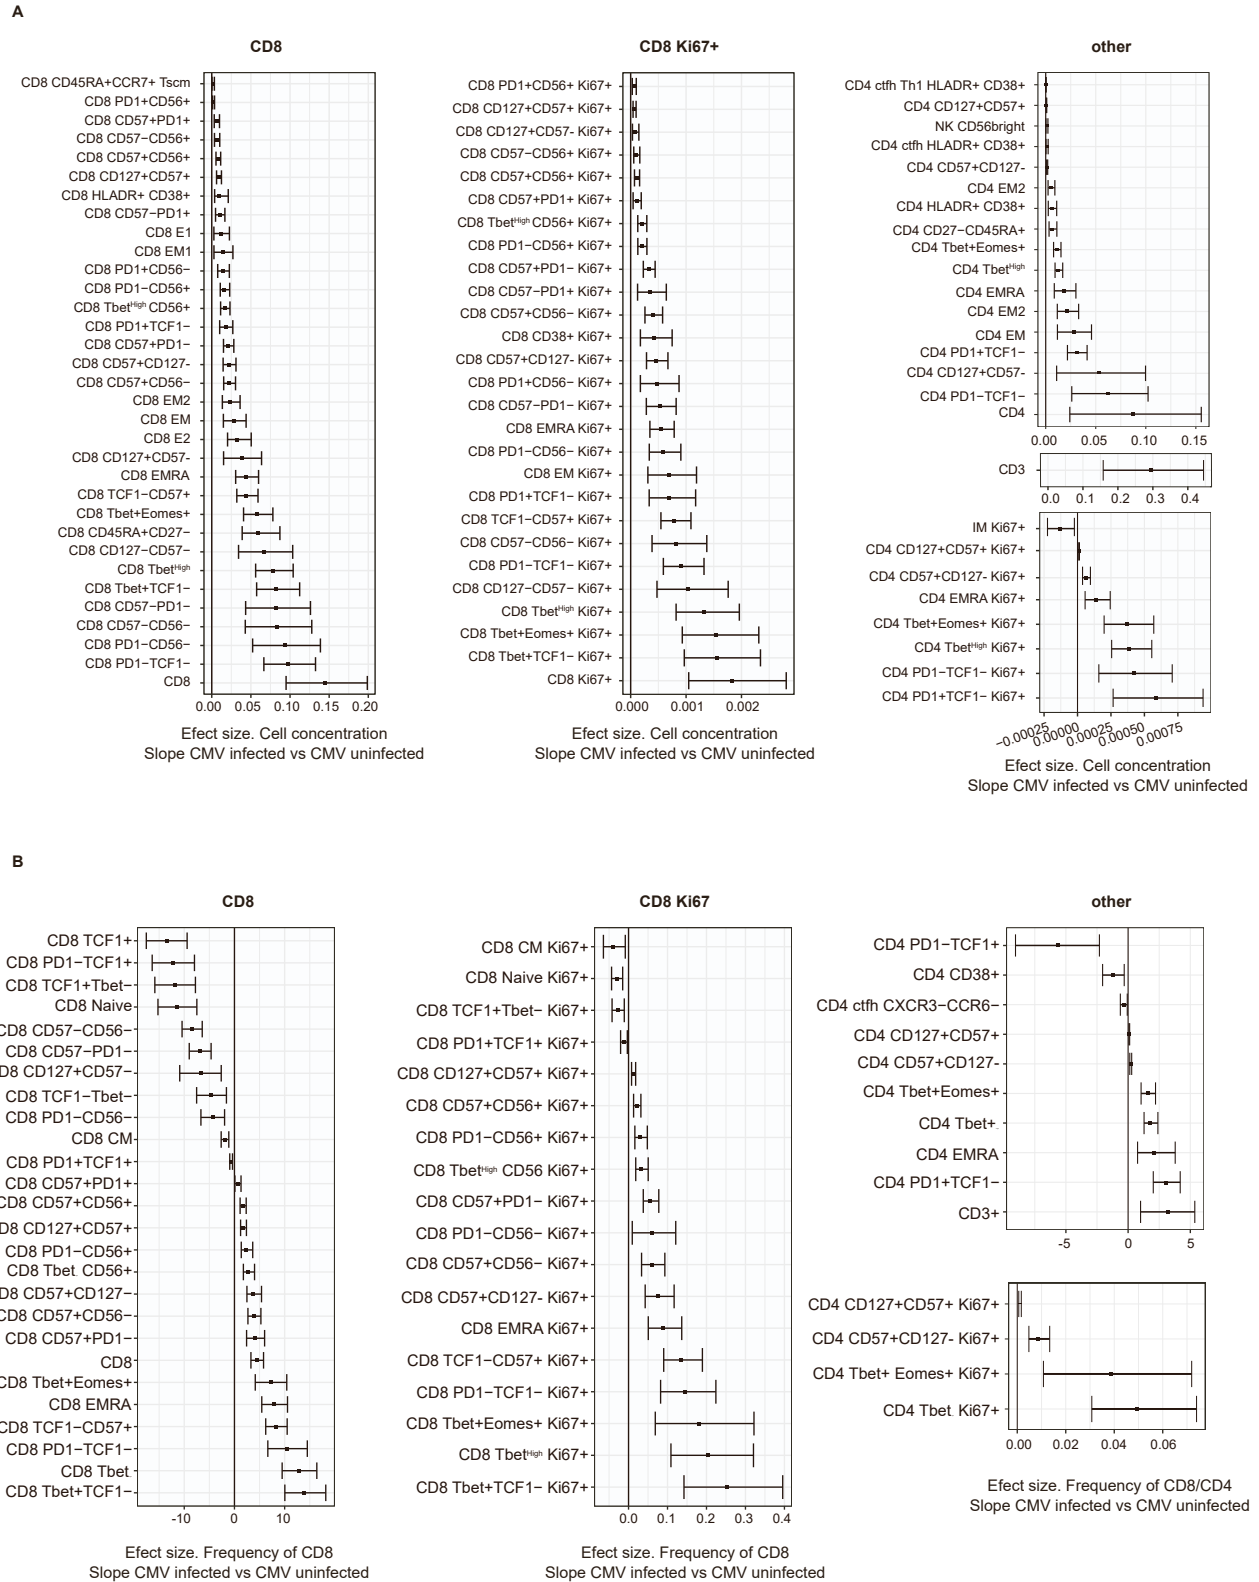 A
CD8
CD8 CD45RA+CCR7+ Tscm
CD8 PD1+CD56+
CD8 CD57+PD1+
CD8 CD57−CD56+
CD8 CD57+CD56+
CD8 CD127+CD57+
CD8 HLADR+ CD38+
CD8 CD57−PD1+
CD8 E1
CD8 EM1
CD8 PD1+CD56−
CD8 PD1−CD56+
CD8 TbetHigh CD56+
CD8 PD1+TCF1−
CD8 CD57+PD1−
CD8 CD57+CD127-
CD8 CD57+CD56−
CD8 EM2
CD8 EM
CD8 E2
CD8 CD127+CD57-
CD8 EMRA
CD8 TCF1−CD57+
CD8 Tbet+Eomes+
CD8 CD45RA+CD27−
CD8 CD127−CD57−
CD8 TbetHigh
CD8 Tbet+TCF1−
CD8 CD57−PD1−
CD8 CD57−CD56−
CD8 PD1−CD56−
CD8 PD1−TCF1−
CD8
0.00 0.05 0.10 0.15 0.20
Efect size. Cell concentration
Slope CMV infected vs CMV uninfected
CD8 Ki67+
CD8 PD1+CD56+ Ki67+
CD8 CD127+CD57+ Ki67+
CD8 CD127+CD57- Ki67+
CD8 CD57−CD56+ Ki67+
CD8 CD57+CD56+ Ki67+
CD8 CD57+PD1+ Ki67+
CD8 TbetHigh CD56+ Ki67+
CD8 PD1−CD56+ Ki67+
CD8 CD57+PD1− Ki67+
CD8 CD57−PD1+ Ki67+
CD8 CD57+CD56− Ki67+
CD8 CD38+ Ki67+
CD8 CD57+CD127- Ki67+
CD8 PD1+CD56− Ki67+
CD8 CD57−PD1− Ki67+
CD8 EMRA Ki67+
CD8 PD1−CD56− Ki67+
CD8 EM Ki67+
CD8 PD1+TCF1− Ki67+
CD8 TCF1−CD57+ Ki67+
CD8 CD57−CD56− Ki67+
CD8 PD1−TCF1− Ki67+
CD8 CD127−CD57− Ki67+
CD8 TbetHigh Ki67+
CD8 Tbet+Eomes+ Ki67+
CD8 Tbet+TCF1− Ki67+
CD8 Ki67+
0.000 0.001 0.002
Efect size. Cell concentration
Slope CMV infected vs CMV uninfected
other
CD4 ctfh Th1 HLADR+ CD38+
CD4 CD127+CD57+
NK CD56bright
CD4 ctfh HLADR+ CD38+
CD4 CD57+CD127-
CD4 EM2
CD4 HLADR+ CD38+
CD4 CD27−CD45RA+
CD4 Tbet+Eomes+
CD4 TbetHigh
CD4 EMRA
CD4 EM2
CD4 EM
CD4 PD1+TCF1−
CD4 CD127+CD57-
CD4 PD1−TCF1−
CD4
0.00 0.05 0.10 0.15
CD3
0.0 0.1 0.2 0.3 0.4
IM Ki67+
CD4 CD127+CD57+ Ki67+
CD4 CD57+CD127- Ki67+
CD4 EMRA Ki67+
CD4 Tbet+Eomes+ Ki67+
CD4 TbetHigh Ki67+
CD4 PD1−TCF1− Ki67+
CD4 PD1+TCF1− Ki67+
−0.00025 0.00000 0.00025 0.00050 0.00075
Efect size. Cell concentration
Slope CMV infected vs CMV uninfected
B
CD8
CD8 TCF1+
CD8 PD1−TCF1+
CD8 TCF1+Tbet−
CD8 Naive
CD8 CD57−CD56−
CD8 CD57−PD1−
CD8 CD127+CD57−
CD8 TCF1−Tbet−
CD8 PD1−CD56−
CD8 CM
CD8 PD1+TCF1+
CD8 CD57+PD1+
CD8 CD57+CD56+
CD8 CD127+CD57+
CD8 PD1−CD56+
CD8 Tbet CD56+
CD8 CD57+CD127−
CD8 CD57+CD56−
CD8 CD57+PD1−
CD8
CD8 Tbet+Eomes+
CD8 EMRA
CD8 TCF1−CD57+
CD8 PD1−TCF1−
CD8 Tbet
CD8 Tbet+TCF1−
-10 0 10
Efect size. Frequency of CD8
Slope CMV infected vs CMV uninfected
CD8 Ki67
CD8 CM Ki67+
CD8 Naive Ki67+
CD8 TCF1+Tbet− Ki67+
CD8 PD1+TCF1+ Ki67+
CD8 CD127+CD57+ Ki67+
CD8 CD57+CD56+ Ki67+
CD8 PD1−CD56+ Ki67+
CD8 TbetHigh CD56 Ki67+
CD8 CD57+PD1− Ki67+
CD8 PD1−CD56− Ki67+
CD8 CD57+CD56− Ki67+
CD8 CD57+CD127- Ki67+
CD8 EMRA Ki67+
CD8 TCF1−CD57+ Ki67+
CD8 PD1−TCF1− Ki67+
CD8 Tbet+Eomes+ Ki67+
CD8 TbetHigh Ki67+
CD8 Tbet+TCF1− Ki67+
0.0 0.1 0.2 0.3 0.4
Efect size. Frequency of CD8
Slope CMV infected vs CMV uninfected
other
CD4 PD1−TCF1+
CD4 CD38+
CD4 ctfh CXCR3−CCR6−
CD4 CD127+CD57+
CD4 CD57+CD127-
CD4 Tbet+Eomes+
CD4 Tbet+
CD4 EMRA
CD4 PD1+TCF1−
CD3+
-5 0 5
CD4 CD127+CD57+ Ki67+
CD4 CD57+CD127- Ki67+
CD4 Tbet+ Eomes+ Ki67+
CD4 Tbet Ki67+
0.00 0.02 0.04 0.06
Efect size. Frequency of CD8/CD4
Slope CMV infected vs CMV uninfected